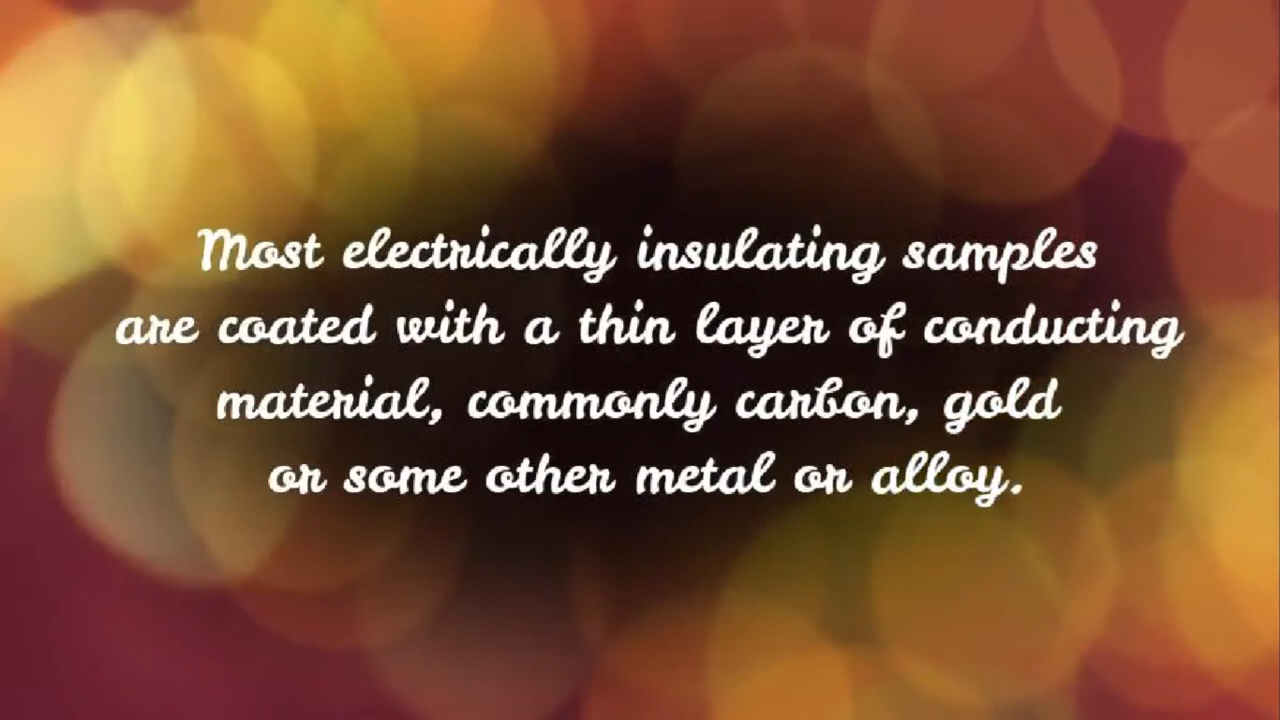 Most electrically insulating samples
are coated with a thin layer of conducting
material, commonly carbon, gold
or some other metal or alloy.